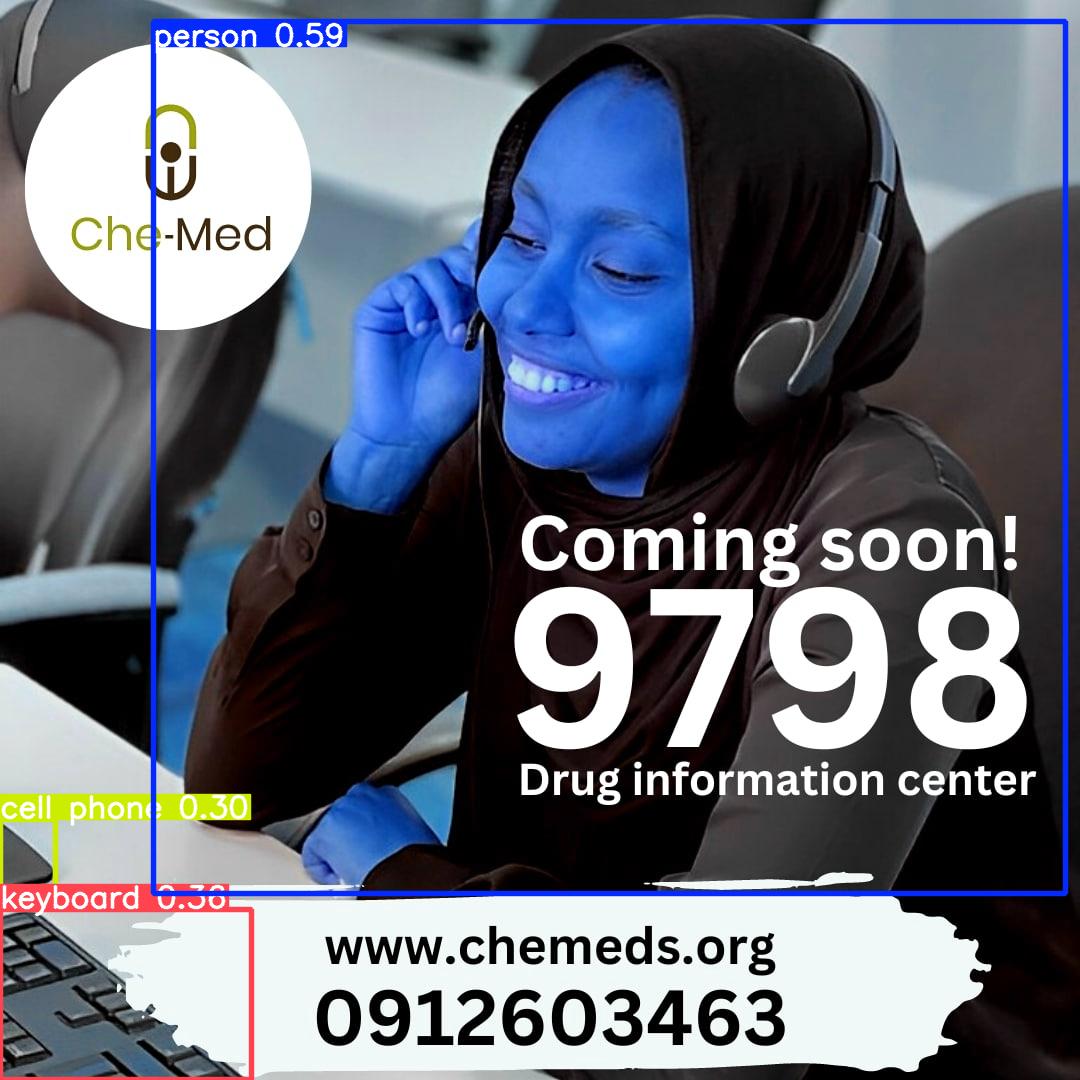 person 0.59
Che-Med
Coming soon!
9798
Drug information center
cell phone 0.30
keyboard 0.36
www.chemeds.org
0912603463